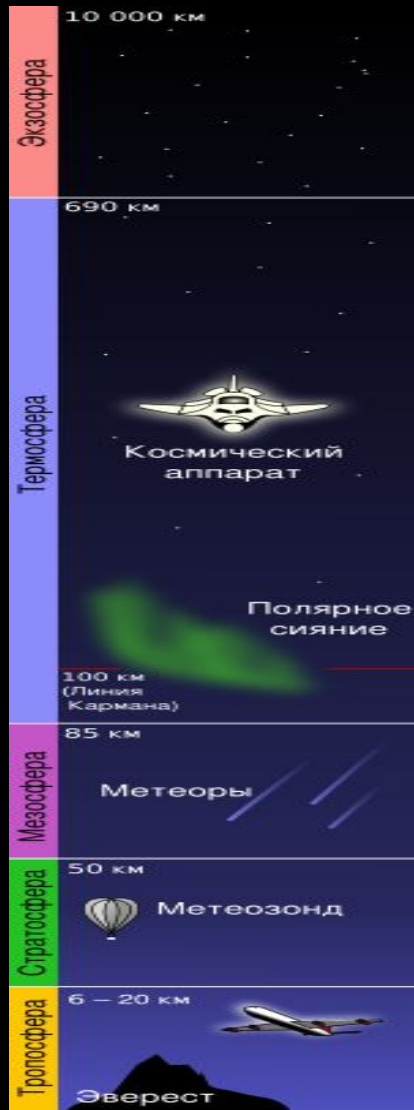 10 000 км
Экзосфера
690 км
Термосфера
Космический
аппарат
Полярное
сияние
100 км
(Линия
Кармана)
85 км
Мезосфера
Метеоры
50 км
Стратосфера
Метеозонд
6 – 20 км
Тропосфера
Эверест